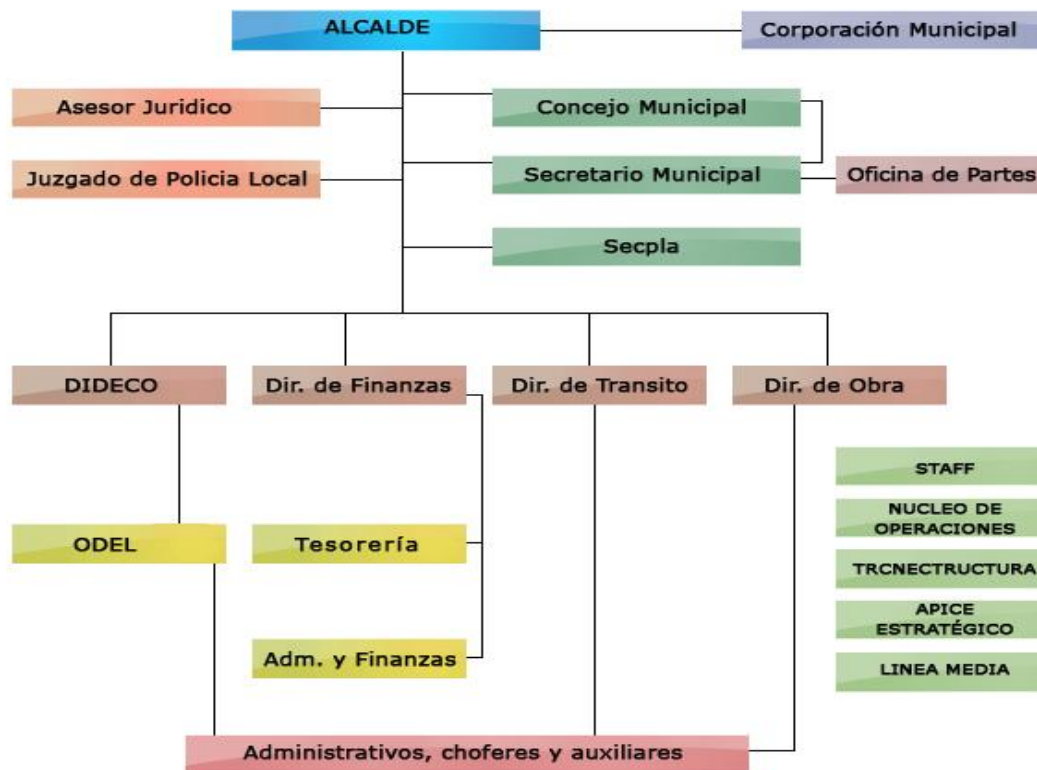 ALCALDE
Corporación Municipal
Asesor Juridico
Concejo Municipal
Juzgado de Policia Local
Secretario Municipal
Oficina de Partes
Secpla
DIDECO
Dir. de Finanzas
Dir. de Transito
Dir. de Obra
STAFF
NUCLEO DE
OPERACIONES
ODEL
Tesorería
TRCNECTRUCTURA
APICE
ESTRATÉGICO
Adm. y Finanzas
LINEA MEDIA
Administrativos, choferes y auxiliares